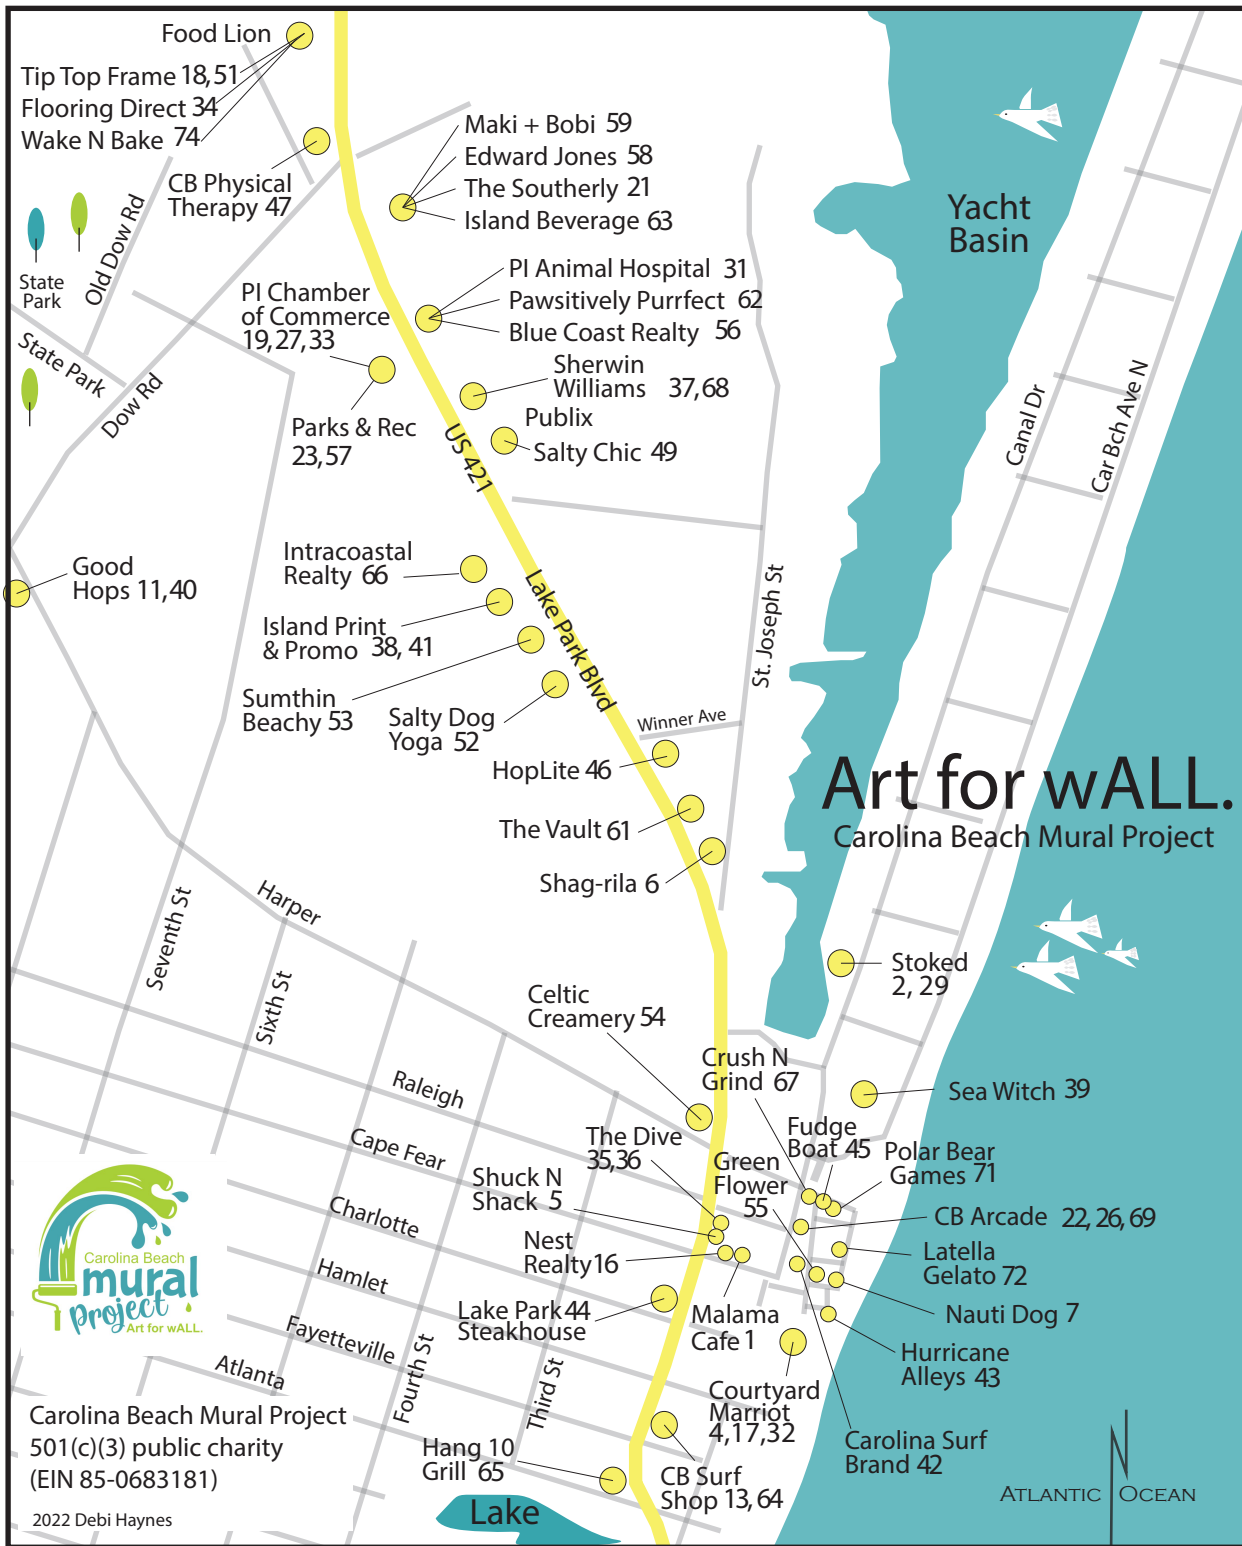 Food Lion
Tip Top Frame 18,51
Flooring Direct 34
Wake N Bake 74
CB Physical
Therapy 47
Maki + Bobi 59
Edward Jones 58
The Southerly 21
Island Beverage 63
Yacht
Basin
State
Park
Old Dow Rd
State Park
Dow Rd
PI Chamber
of Commerce
19,27,33
PI Animal Hospital 31
Pawsitively Purrfect 62
Blue Coast Realty 56
Sherwin
Williams 37,68
Parks & Rec
23,57
Publix
Salty Chic 49
US 421
Canal Dr
Car Bch Ave N
Good
Hops 11,40
Intracoastal
Realty 66
Island Print
& Promo 38, 41
Lake Park Blvd
St. Joseph St
Sumthin
Beachy 53
Salty Dog
Yoga 52
Winner Ave
HopLite 46
The Vault 61
Shag-rila 6
Art for wALL.
Carolina Beach Mural Project
Harper
Seventh St
Sixth St
Stoked
2, 29
Celtic
Creamery 54
Crush N
Grind 67
Sea Witch 39
Raleigh
Cape Fear
Charlotte
Hamlet
Fayetteville
Atlanta
The Dive
35,36
Fudge
Boat 45
Polar Bear
Games 71
Green
Flower
55
Shuck N
Shack 5
CB Arcade 22, 26, 69
Nest
Realty 16
Latella
Gelato 72
Lake Park 44
Steakhouse
Malama
Cafe 1
Nauti Dog 7
Hurricane
Alleys 43
Fourth St
Third St
Courtyard
Marriot
4,17,32
Carolina Surf
Brand 42
Hang 10
Grill 65
CB Surf
Shop 13, 64
Lake
Atlantic Ocean
N
Carolina Beach
mural
project
Art for wALL.
Carolina Beach Mural Project
501(c)(3) public charity
(EIN 85-0683181)
2022 Debi Haynes